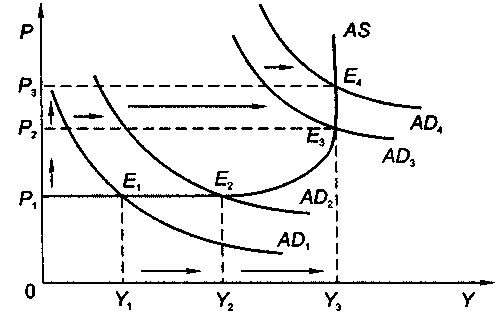 P
AS
P₃
E₄
P₂
E₃
AD₄
AD₃
P₁
E₁
E₂
AD₂
AD₁
0
Y₁
Y₂
Y₃
Y